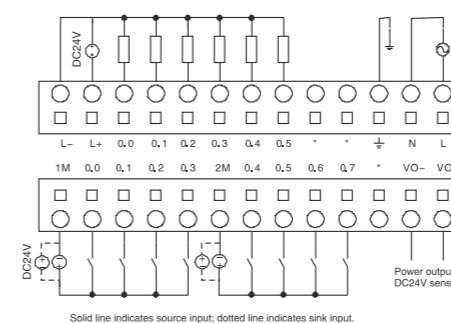 DC24V
L− L+ 0.0 0.1 0.2 0.3 0.4 0.5 * * N L
1M 0.0 0.1 0.2 0.3 2M 0.4 0.5 0.6 0.7 * VO− VO
DC24V
Power outpu
DC24V sens
Solid line indicates source input; dotted line indicates sink input.